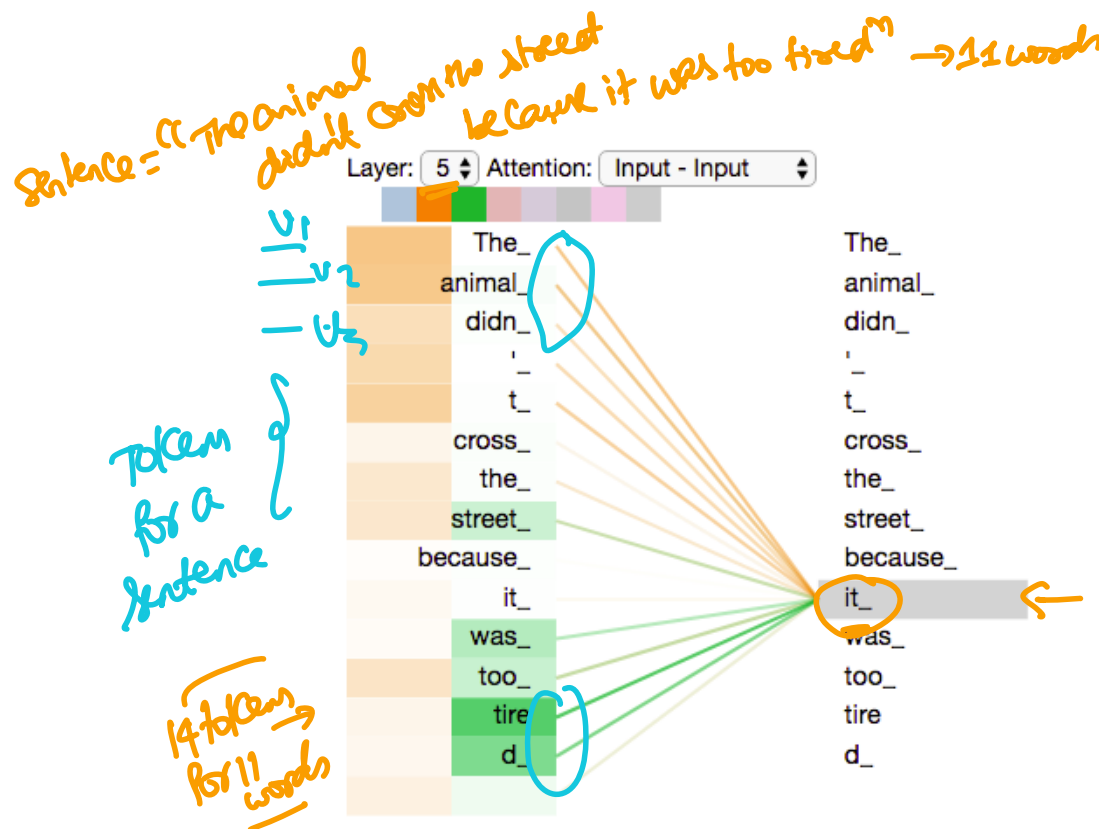 sentence = "The animal
didn't cross the street
because it was too tired" → 11 words
Layer: 5 Attention: Input - Input
v1
v2
v3
The_ The_
animal_ animal_
didn_ didn_
'_ '_
t_ t_
cross_ cross_
the_ the_
street_ street_
because_ because_
it_ it_
was_ was_
too_ too_
tire tire
d_ d_
Token
for a
sentence
14 tokens
for 11
words